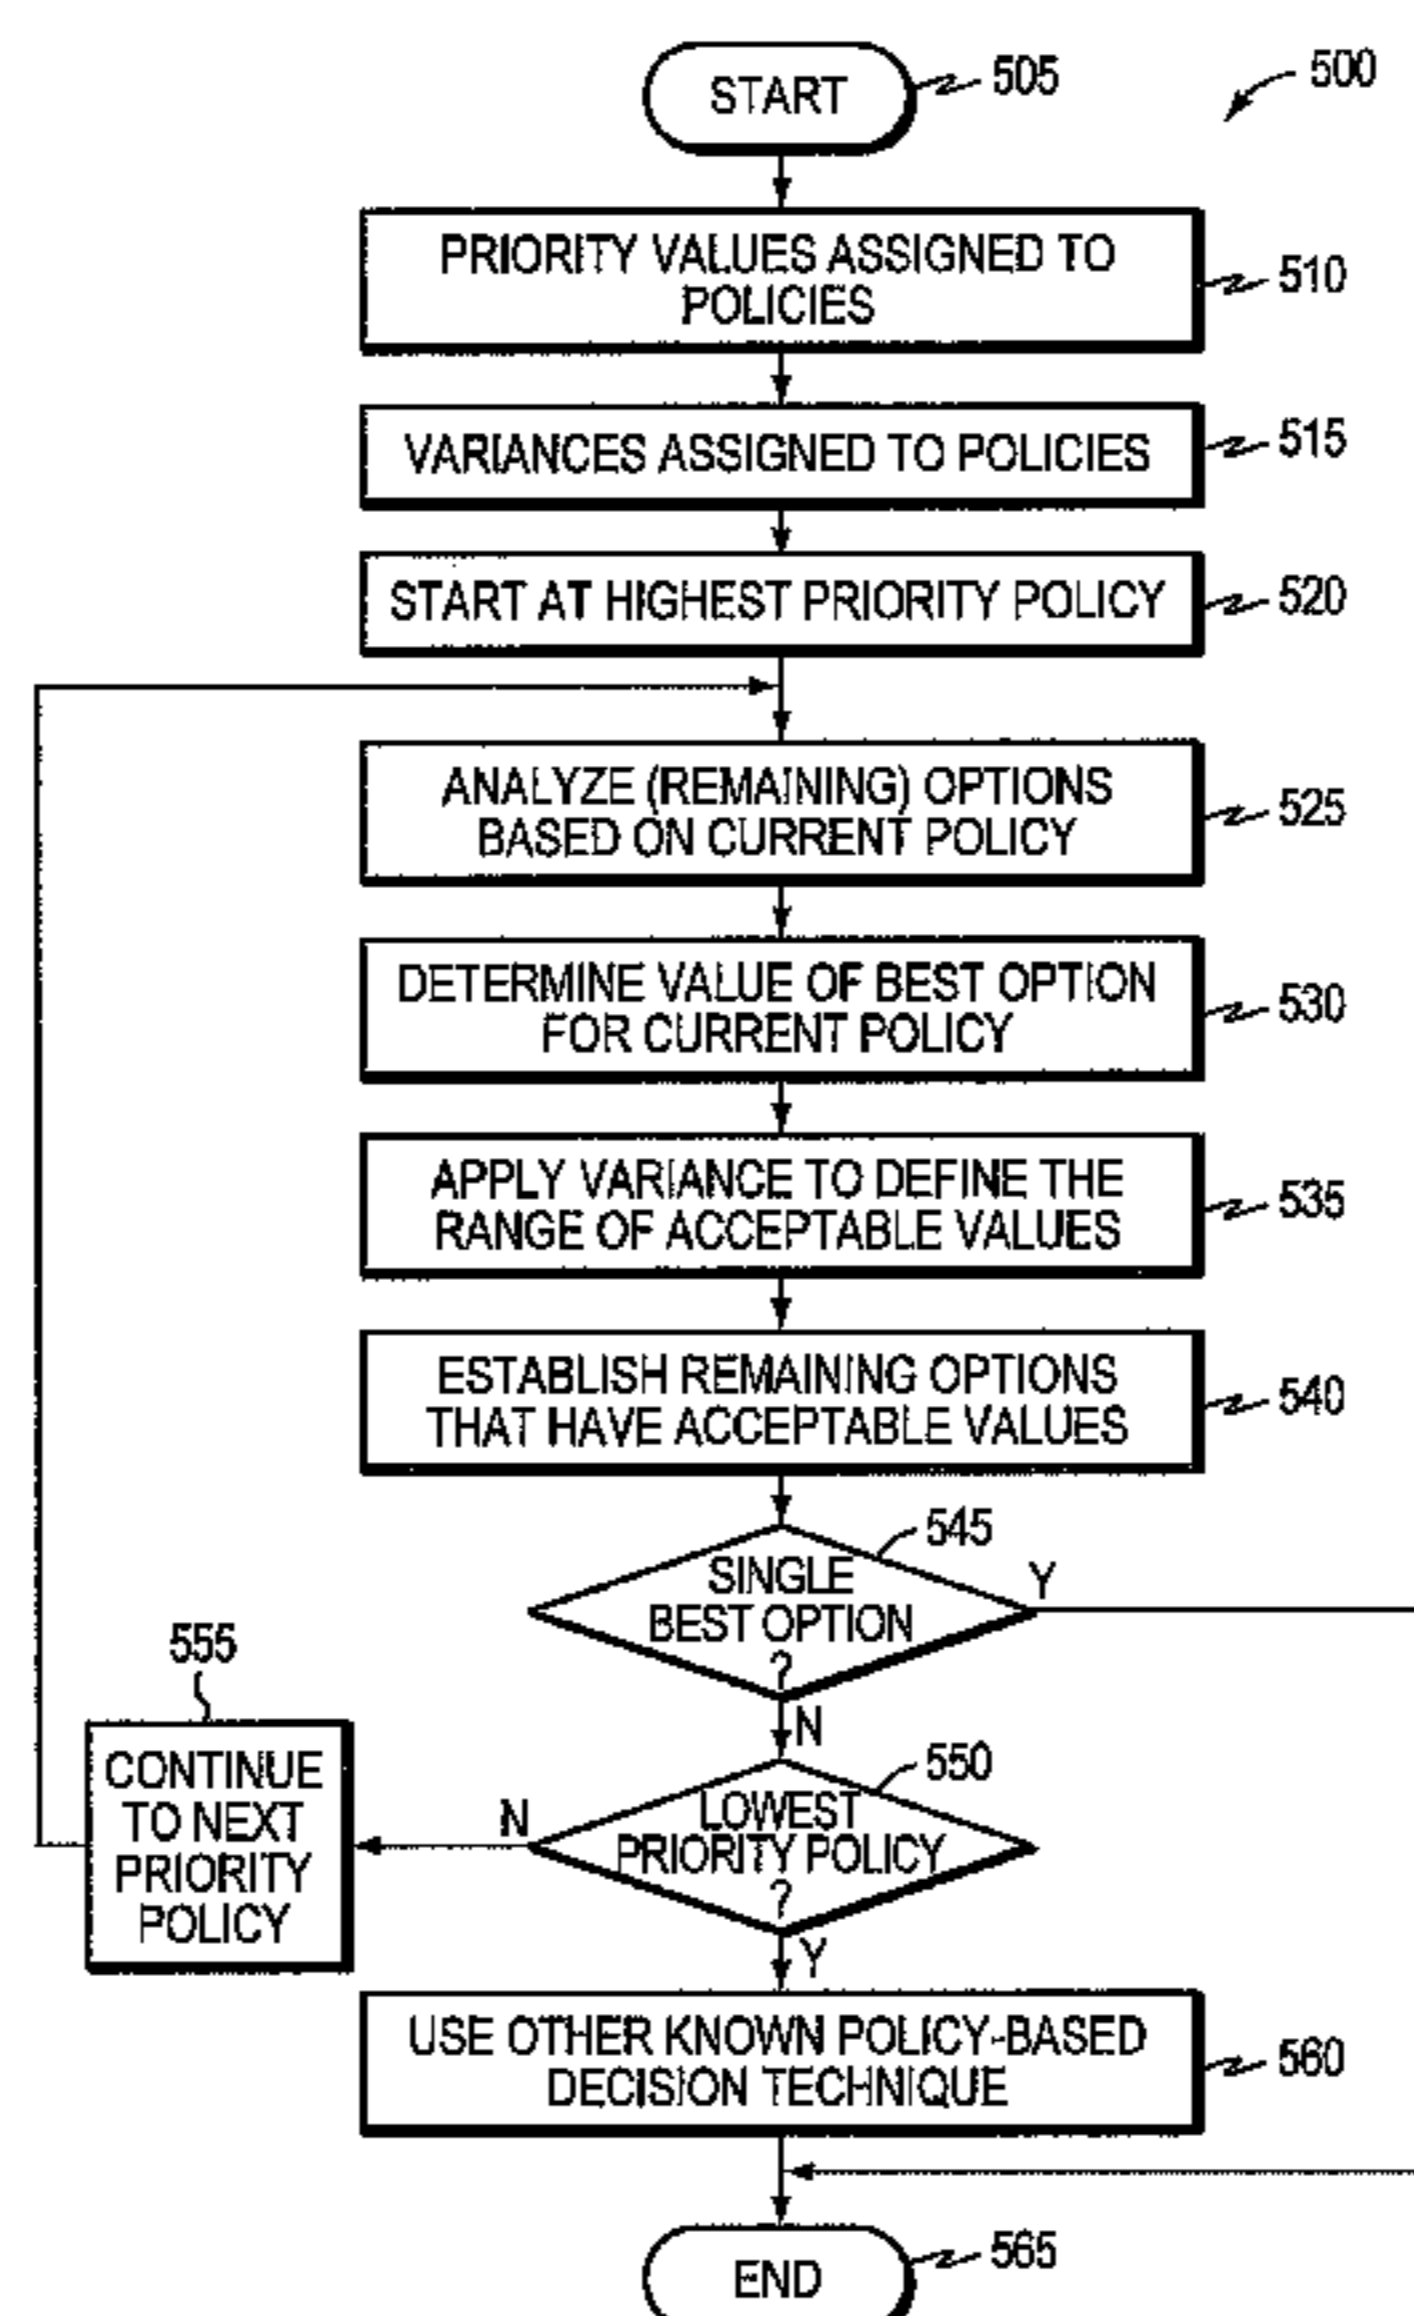 START
505
500
PRIORITY VALUES ASSIGNED TO
POLICIES
510
VARIANCES ASSIGNED TO POLICIES
515
START AT HIGHEST PRIORITY POLICY
520
ANALYZE (REMAINING) OPTIONS
BASED ON CURRENT POLICY
525
DETERMINE VALUE OF BEST OPTION
FOR CURRENT POLICY
530
APPLY VARIANCE TO DEFINE THE
RANGE OF ACCEPTABLE VALUES
535
ESTABLISH REMAINING OPTIONS
THAT HAVE ACCEPTABLE VALUES
540
545
SINGLE
BEST OPTION
?
Y
N
555
CONTINUE
TO NEXT
PRIORITY
POLICY
N
550
LOWEST
PRIORITY POLICY
?
Y
USE OTHER KNOWN POLICY-BASED
DECISION TECHNIQUE
560
END
565